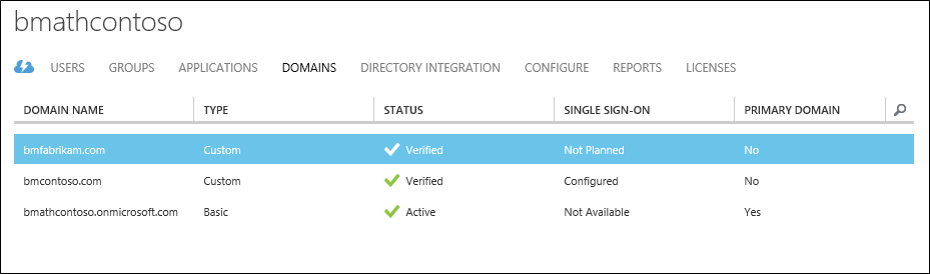 bmathcontoso
USERS GROUPS APPLICATIONS DOMAINS DIRECTORY INTEGRATION CONFIGURE REPORTS LICENSES
DOMAIN NAME TYPE STATUS SINGLE SIGN-ON PRIMARY DOMAIN
bmfabrikam.com Custom Verified Not Planned No
bmcontoso.com Custom Verified Configured No
bmathcontoso.onmicrosoft.com Basic Active Not Available Yes